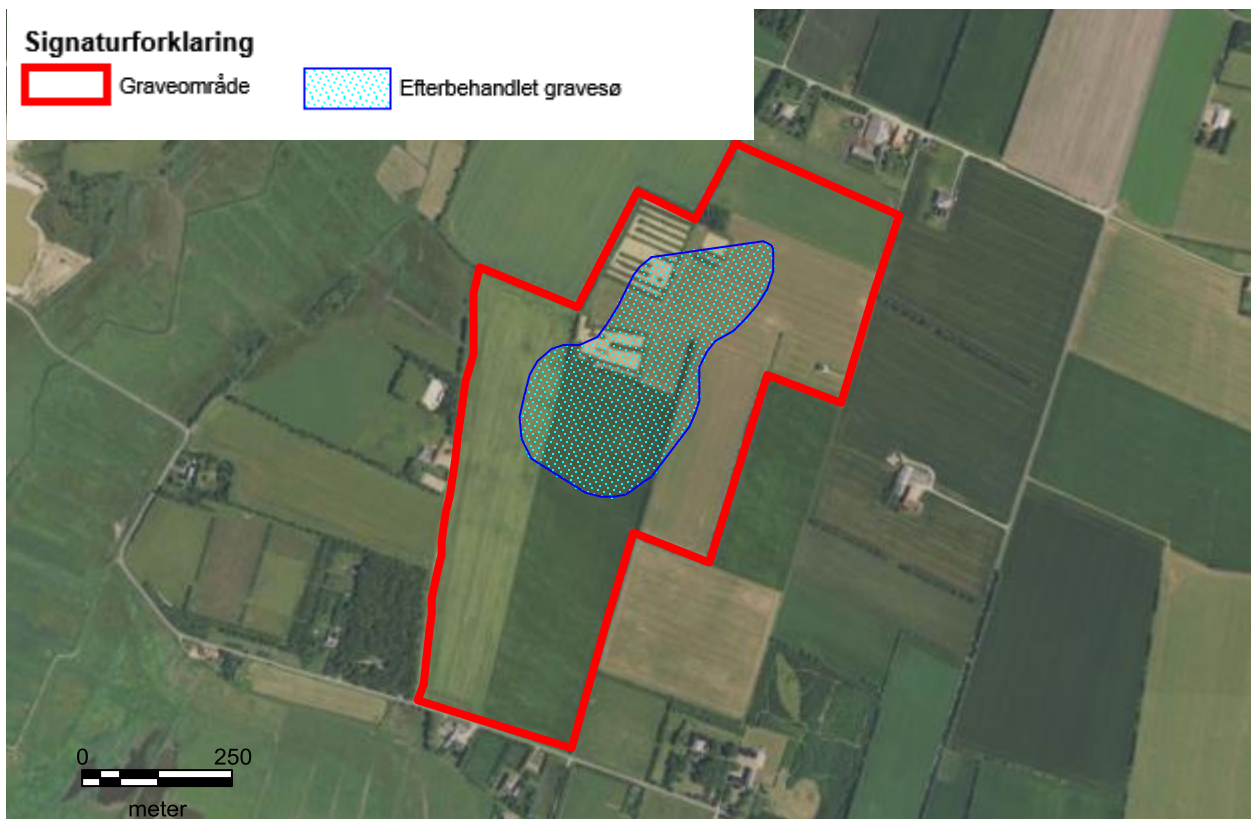 Signaturforklaring
Graveområde
Efterbehandlet gravesø
0 250
meter